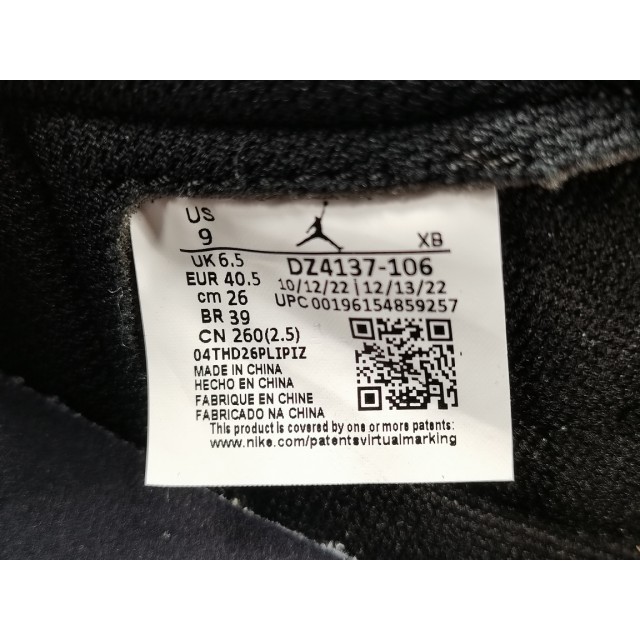 US
9
XB
UK 6.5
EUR 40.5
cm 26
BR 39
CN 260(2.5)
DZ4137-106
10/12/22 | 12/13/22
UPC 00196154859257
04THD26PLIPIZ
MADE IN CHINA
HECHO EN CHINA
FABRIQUE EN CHINE
FABRICADO NA CHINA
This product is covered by one or more patents:
www.nike.com/patentsvirtualmarking